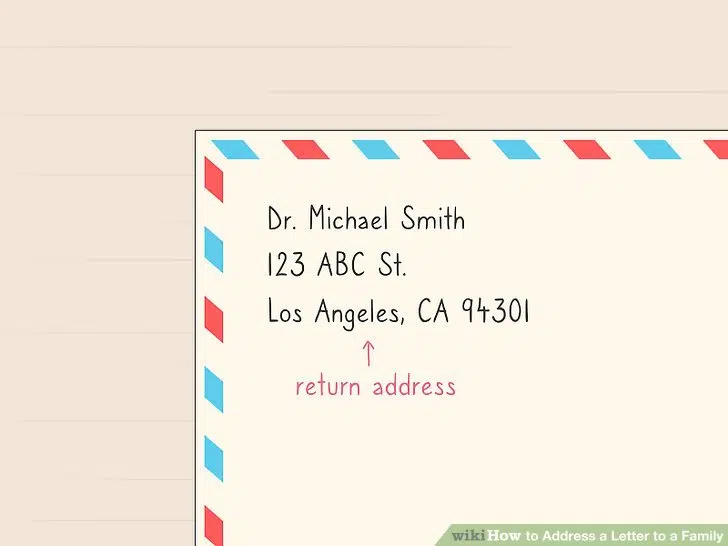 Dr. Michael Smith
123 ABC St.
Los Angeles, CA 94301
↑
return address
wikiHow to Address a Letter to a Family